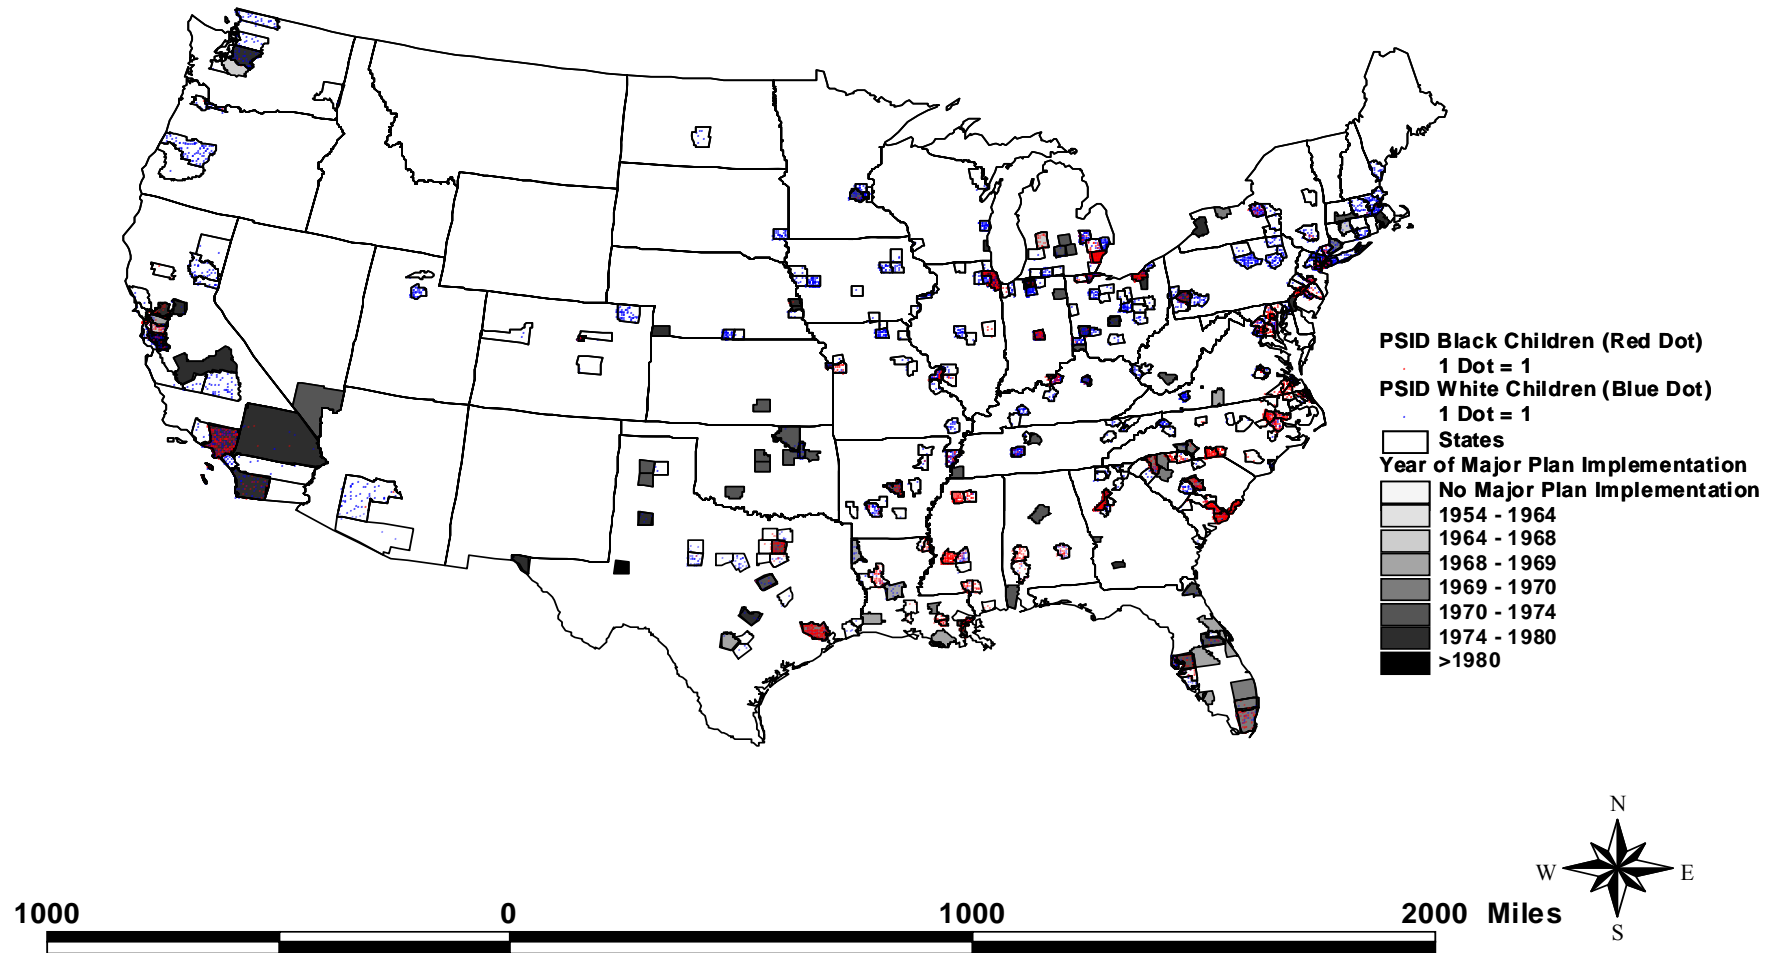 PSID Black Children (Red Dot)
1 Dot = 1
PSID White Children (Blue Dot)
1 Dot = 1
States
Year of Major Plan Implementation
No Major Plan Implementation
1954 - 1964
1964 - 1968
1968 - 1969
1969 - 1970
1970 - 1974
1974 - 1980
>1980
N
W E
S
1000 0 1000 2000 Miles